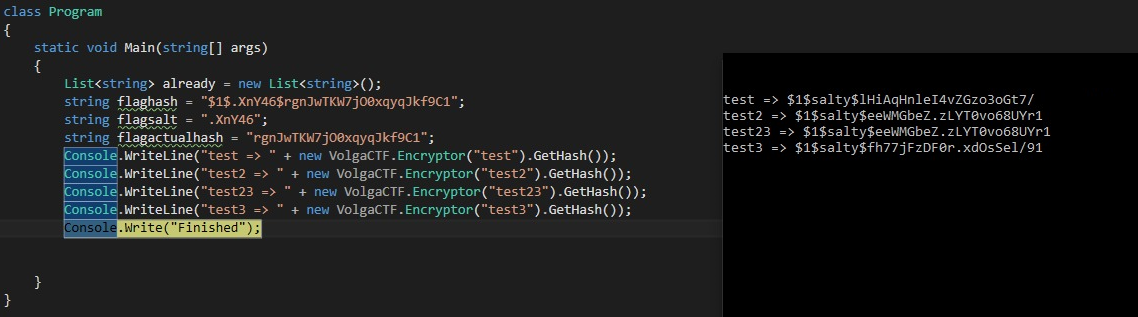 class Program
{
static void Main(string[] args)
{
List<string> already = new List<string>();
string flaghash = "$1$.XnY46$rgnJwTKW7jO0xqyqJkf9C1";
string flagsalt = ".XnY46";
string flagactualhash = "rgnJwTKW7jO0xqyqJkf9C1";
Console.WriteLine("test => " + new VolgaCTF.Encryptor("test").GetHash());
Console.WriteLine("test2 => " + new VolgaCTF.Encryptor("test2").GetHash());
Console.WriteLine("test23 => " + new VolgaCTF.Encryptor("test23").GetHash());
Console.WriteLine("test3 => " + new VolgaCTF.Encryptor("test3").GetHash());
Console.Write("Finished");
}
}
test => $1$salty$lHiAqHnleI4vZGzo3oGt7/
test2 => $1$salty$eeWMGbeZ.zLYT0vo68UYr1
test23 => $1$salty$eeWMGbeZ.zLYT0vo68UYr1
test3 => $1$salty$fh77jFzDF0r.xdOsSel/91